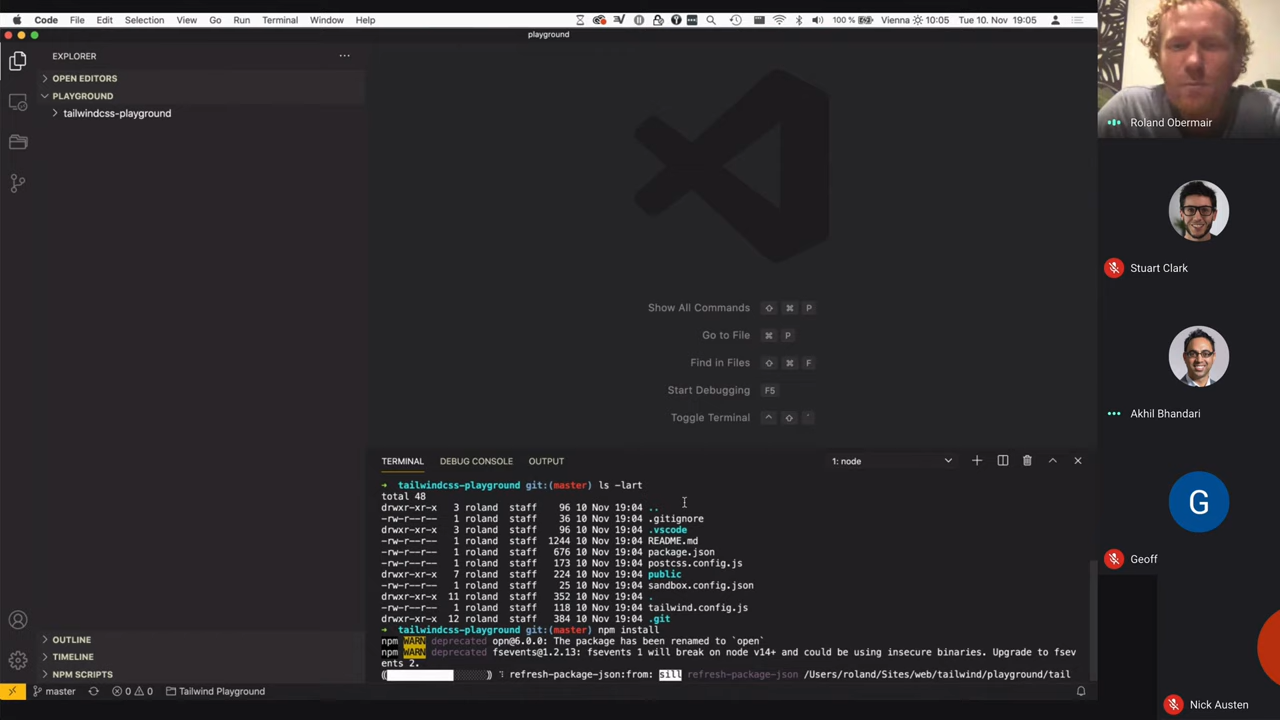 Code File Edit Selection View Go Run Terminal Window Help 100 % Vienna 10:05 Tue 10. Nov 19:05
playground
EXPLORER
OPEN EDITORS
PLAYGROUND
tailwindcss-playground
Show All Commands ⇧ ⌘ P
Go to File ⌘ P
Find in Files ⇧ ⌘ F
Start Debugging F5
Toggle Terminal ^ ⇧ `
TERMINAL DEBUG CONSOLE OUTPUT 1: node
→ tailwindcss-playground git:(master) ls -lart
total 48
drwxr-xr-x 3 roland staff 96 10 Nov 19:04 ..
-rw-r--r-- 1 roland staff 36 10 Nov 19:04 .gitignore
drwxr-xr-x 3 roland staff 96 10 Nov 19:04 .vscode
-rw-r--r-- 1 roland staff 1244 10 Nov 19:04 README.md
-rw-r--r-- 1 roland staff 676 10 Nov 19:04 package.json
-rw-r--r-- 1 roland staff 173 10 Nov 19:04 postcss.config.js
drwxr-xr-x 7 roland staff 224 10 Nov 19:04 public
-rw-r--r-- 1 roland staff 25 10 Nov 19:04 sandbox.config.json
drwxr-xr-x 11 roland staff 352 10 Nov 19:04 .
-rw-r--r-- 1 roland staff 118 10 Nov 19:04 tailwind.config.js
drwxr-xr-x 12 roland staff 384 10 Nov 19:04 .git
→ tailwindcss-playground git:(master) npm install
npm WARN deprecated opn@6.0.0: The package has been renamed to `open`
npm WARN deprecated fsevents@1.2.13: fsevents 1 will break on node v14+ and could be using insecure binaries. Upgrade to fsev
ents 2.
refresh-package-json:from: sill refresh-package-json /Users/roland/Sites/web/tailwind/playground/tail
OUTLINE
TIMELINE
NPM SCRIPTS
master 0 0 Tailwind Playground
Roland Obermair
Stuart Clark
Akhil Bhandari
G
Geoff
Nick Austen